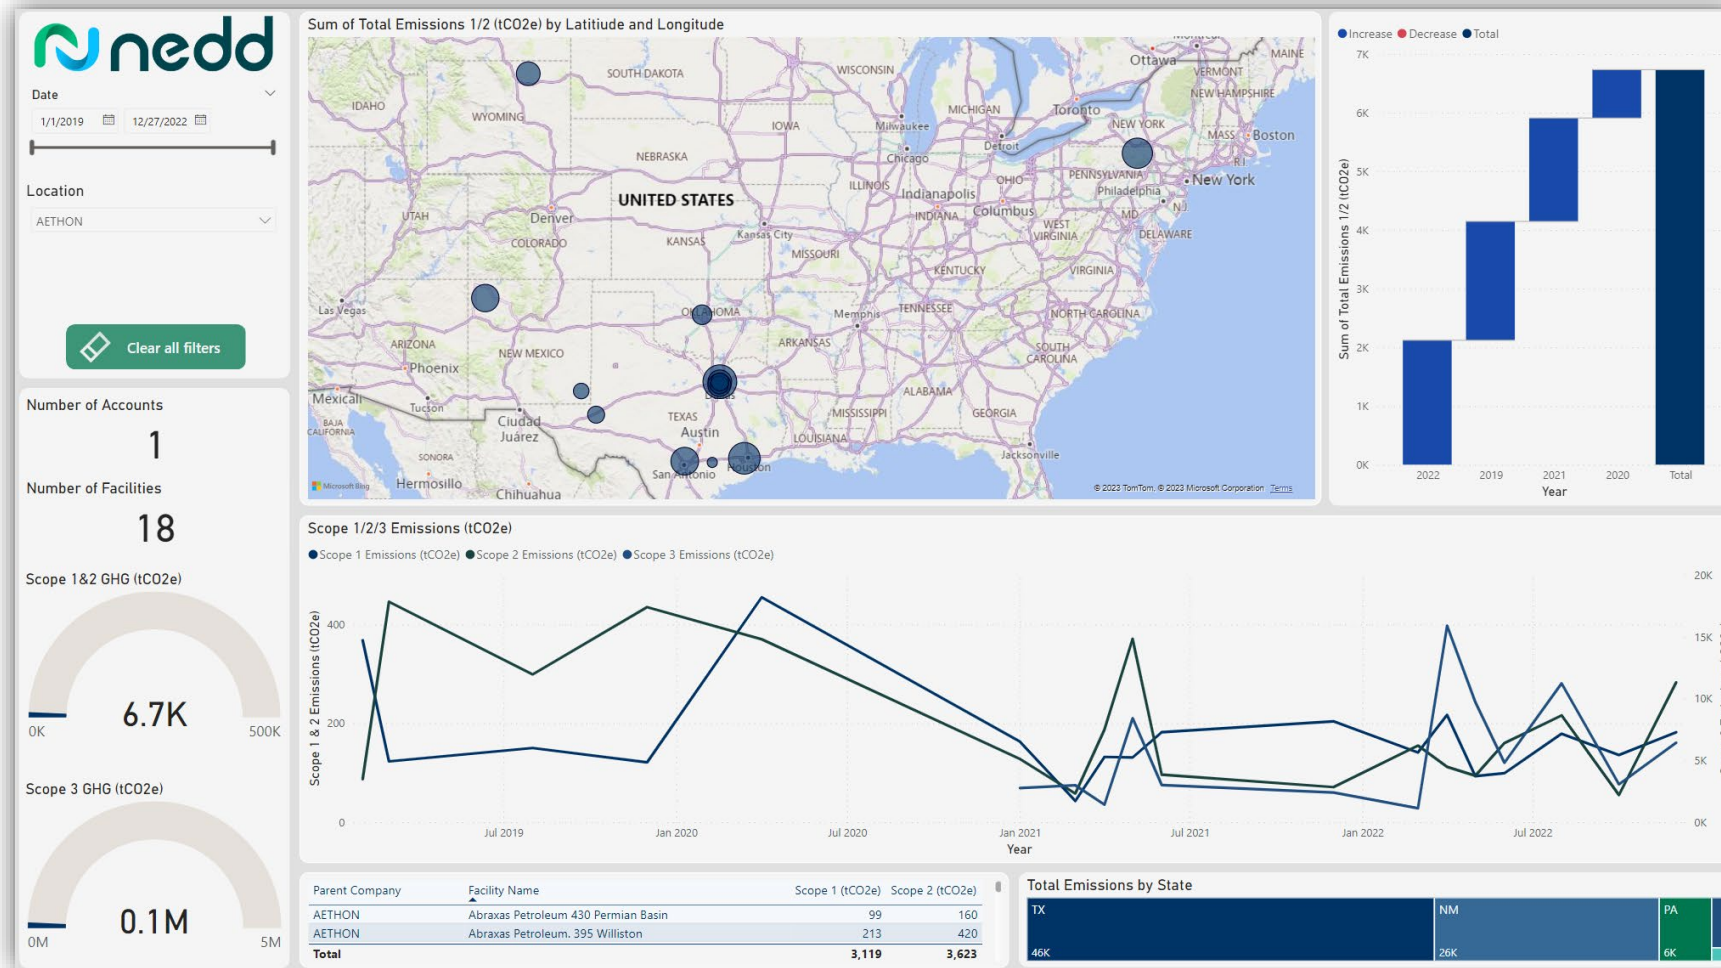 nedd
Date
1/1/2019
12/27/2022
Location
AETHON
Clear all filters
Number of Accounts
1
Number of Facilities
18
Scope 1&2 GHG (tCO2e)
6.7K
0K
500K
Scope 3 GHG (tCO2e)
0.1M
0M
5M
Sum of Total Emissions 1/2 (tCO2e) by Latitiude and Longitude
Ottawa
MAINE
SOUTH DAKOTA
WISCONSIN
VERMONT
NEW HAMPSHIRE
IDAHO
WYOMING
MICHIGAN
Toronto
NEW YORK
IOWA
Milwaukee
MASS
Boston
Detroit
NEBRASKA
Chicago
R.I.
PENNSYLVANIA
New York
ILLINOIS
Indianapolis
OHIO
Philadelphia
UNITED STATES
UTAH
Denver
INDIANA
Columbus
MD
NJ
COLORADO
KANSAS
Kansas City
WEST
VIRGINIA
DELAWARE
MISSOURI
KENTUCKY
VIRGINIA
Las Vegas
OKLAHOMA
Memphis
TENNESSEE
NORTH CAROLINA
ARIZONA
NEW MEXICO
ARKANSAS
SOUTH
CAROLINA
Phoenix
Mexicali
Tucson
ALABAMA
BAJA
CALIFORNIA
Ciudad
Juárez
TEXAS
MISSISSIPPI
GEORGIA
Austin
LOUISIANA
SONORA
Jacksonville
San Antonio
Houston
Hermosillo
Chihuahua
Microsoft Bing
© 2023 TomTom, © 2023 Microsoft Corporation Terms
Increase Decrease Total
7K
6K
5K
4K
3K
2K
1K
0K
Sum of Total Emissions 1/2 (tCO2e)
2022 2019 2021 2020 Total
Year
Scope 1/2/3 Emissions (tCO2e)
Scope 1 Emissions (tCO2e) Scope 2 Emissions (tCO2e) Scope 3 Emissions (tCO2e)
Scope 1 & 2 Emissions (tCO2e)
400
200
0
20K
15K
10K
5K
0K
Jul 2019 Jan 2020 Jul 2020 Jan 2021 Jul 2021 Jan 2022 Jul 2022
Year
Parent Company Facility Name Scope 1 (tCO2e) Scope 2 (tCO2e)
AETHON Abraxas Petroleum 430 Permian Basin 99 160
AETHON Abraxas Petroleum. 395 Williston 213 420
Total 3,119 3,623
Total Emissions by State
TX
46K
NM
26K
PA
6K